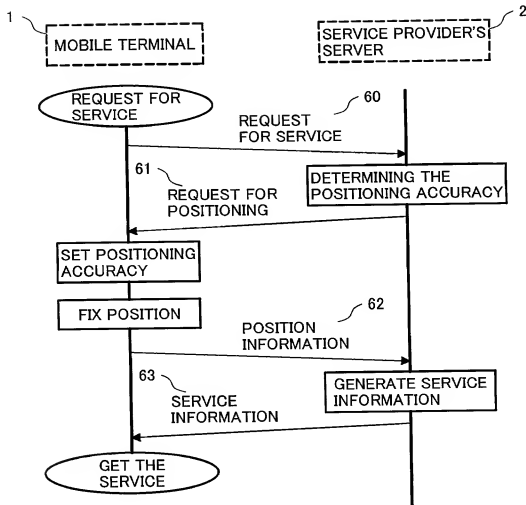 1
MOBILE TERMINAL
SERVICE PROVIDER'S
SERVER
2
REQUEST FOR
SERVICE
60
REQUEST
FOR SERVICE
DETERMINING THE
POSITIONING ACCURACY
61
REQUEST FOR
POSITIONING
SET POSITIONING
ACCURACY
FIX POSITION
62
POSITION
INFORMATION
GENERATE SERVICE
INFORMATION
63
SERVICE
INFORMATION
GET THE
SERVICE